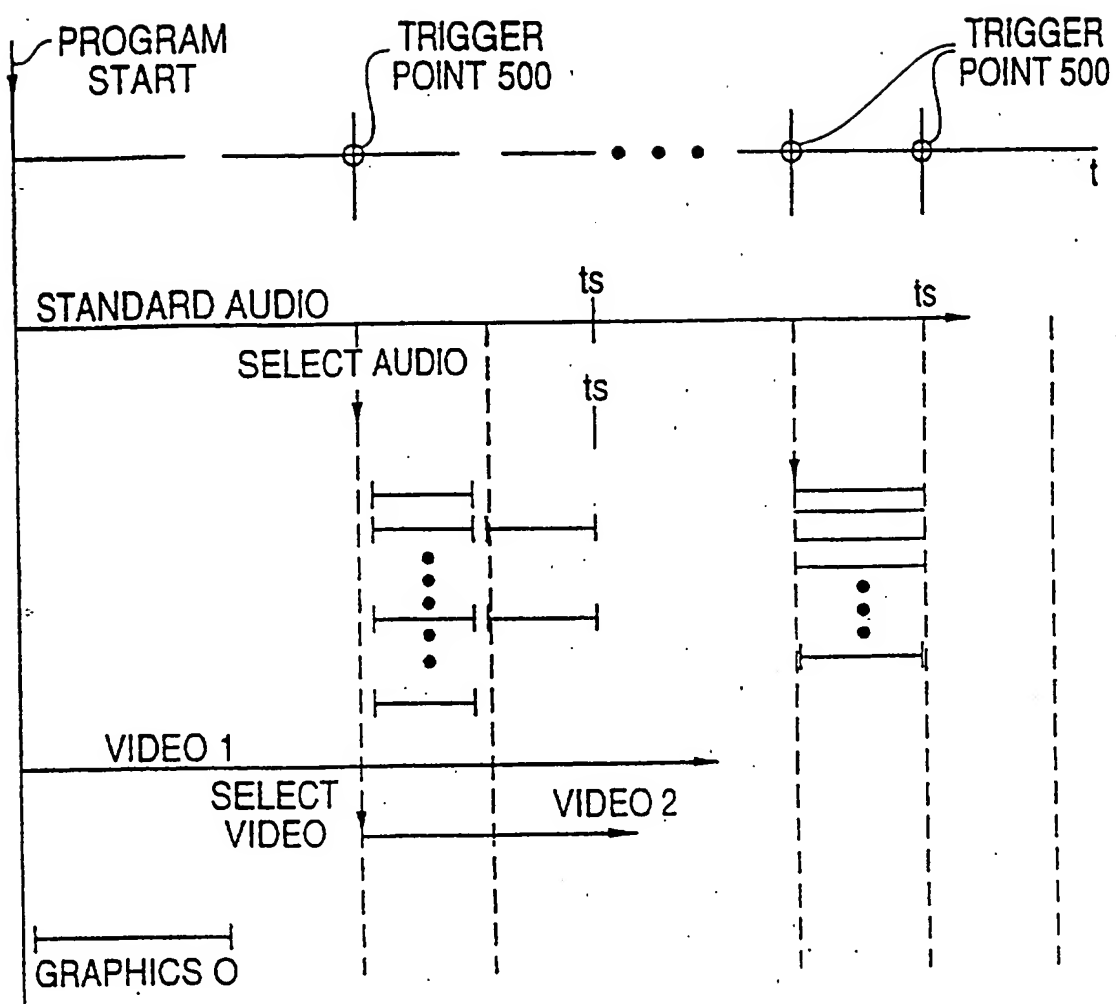 PROGRAM
START
TRIGGER
POINT 500
TRIGGER
POINT 500
t
ts
ts
STANDARD AUDIO
SELECT AUDIO
ts
VIDEO 1
SELECT
VIDEO
VIDEO 2
GRAPHICS O